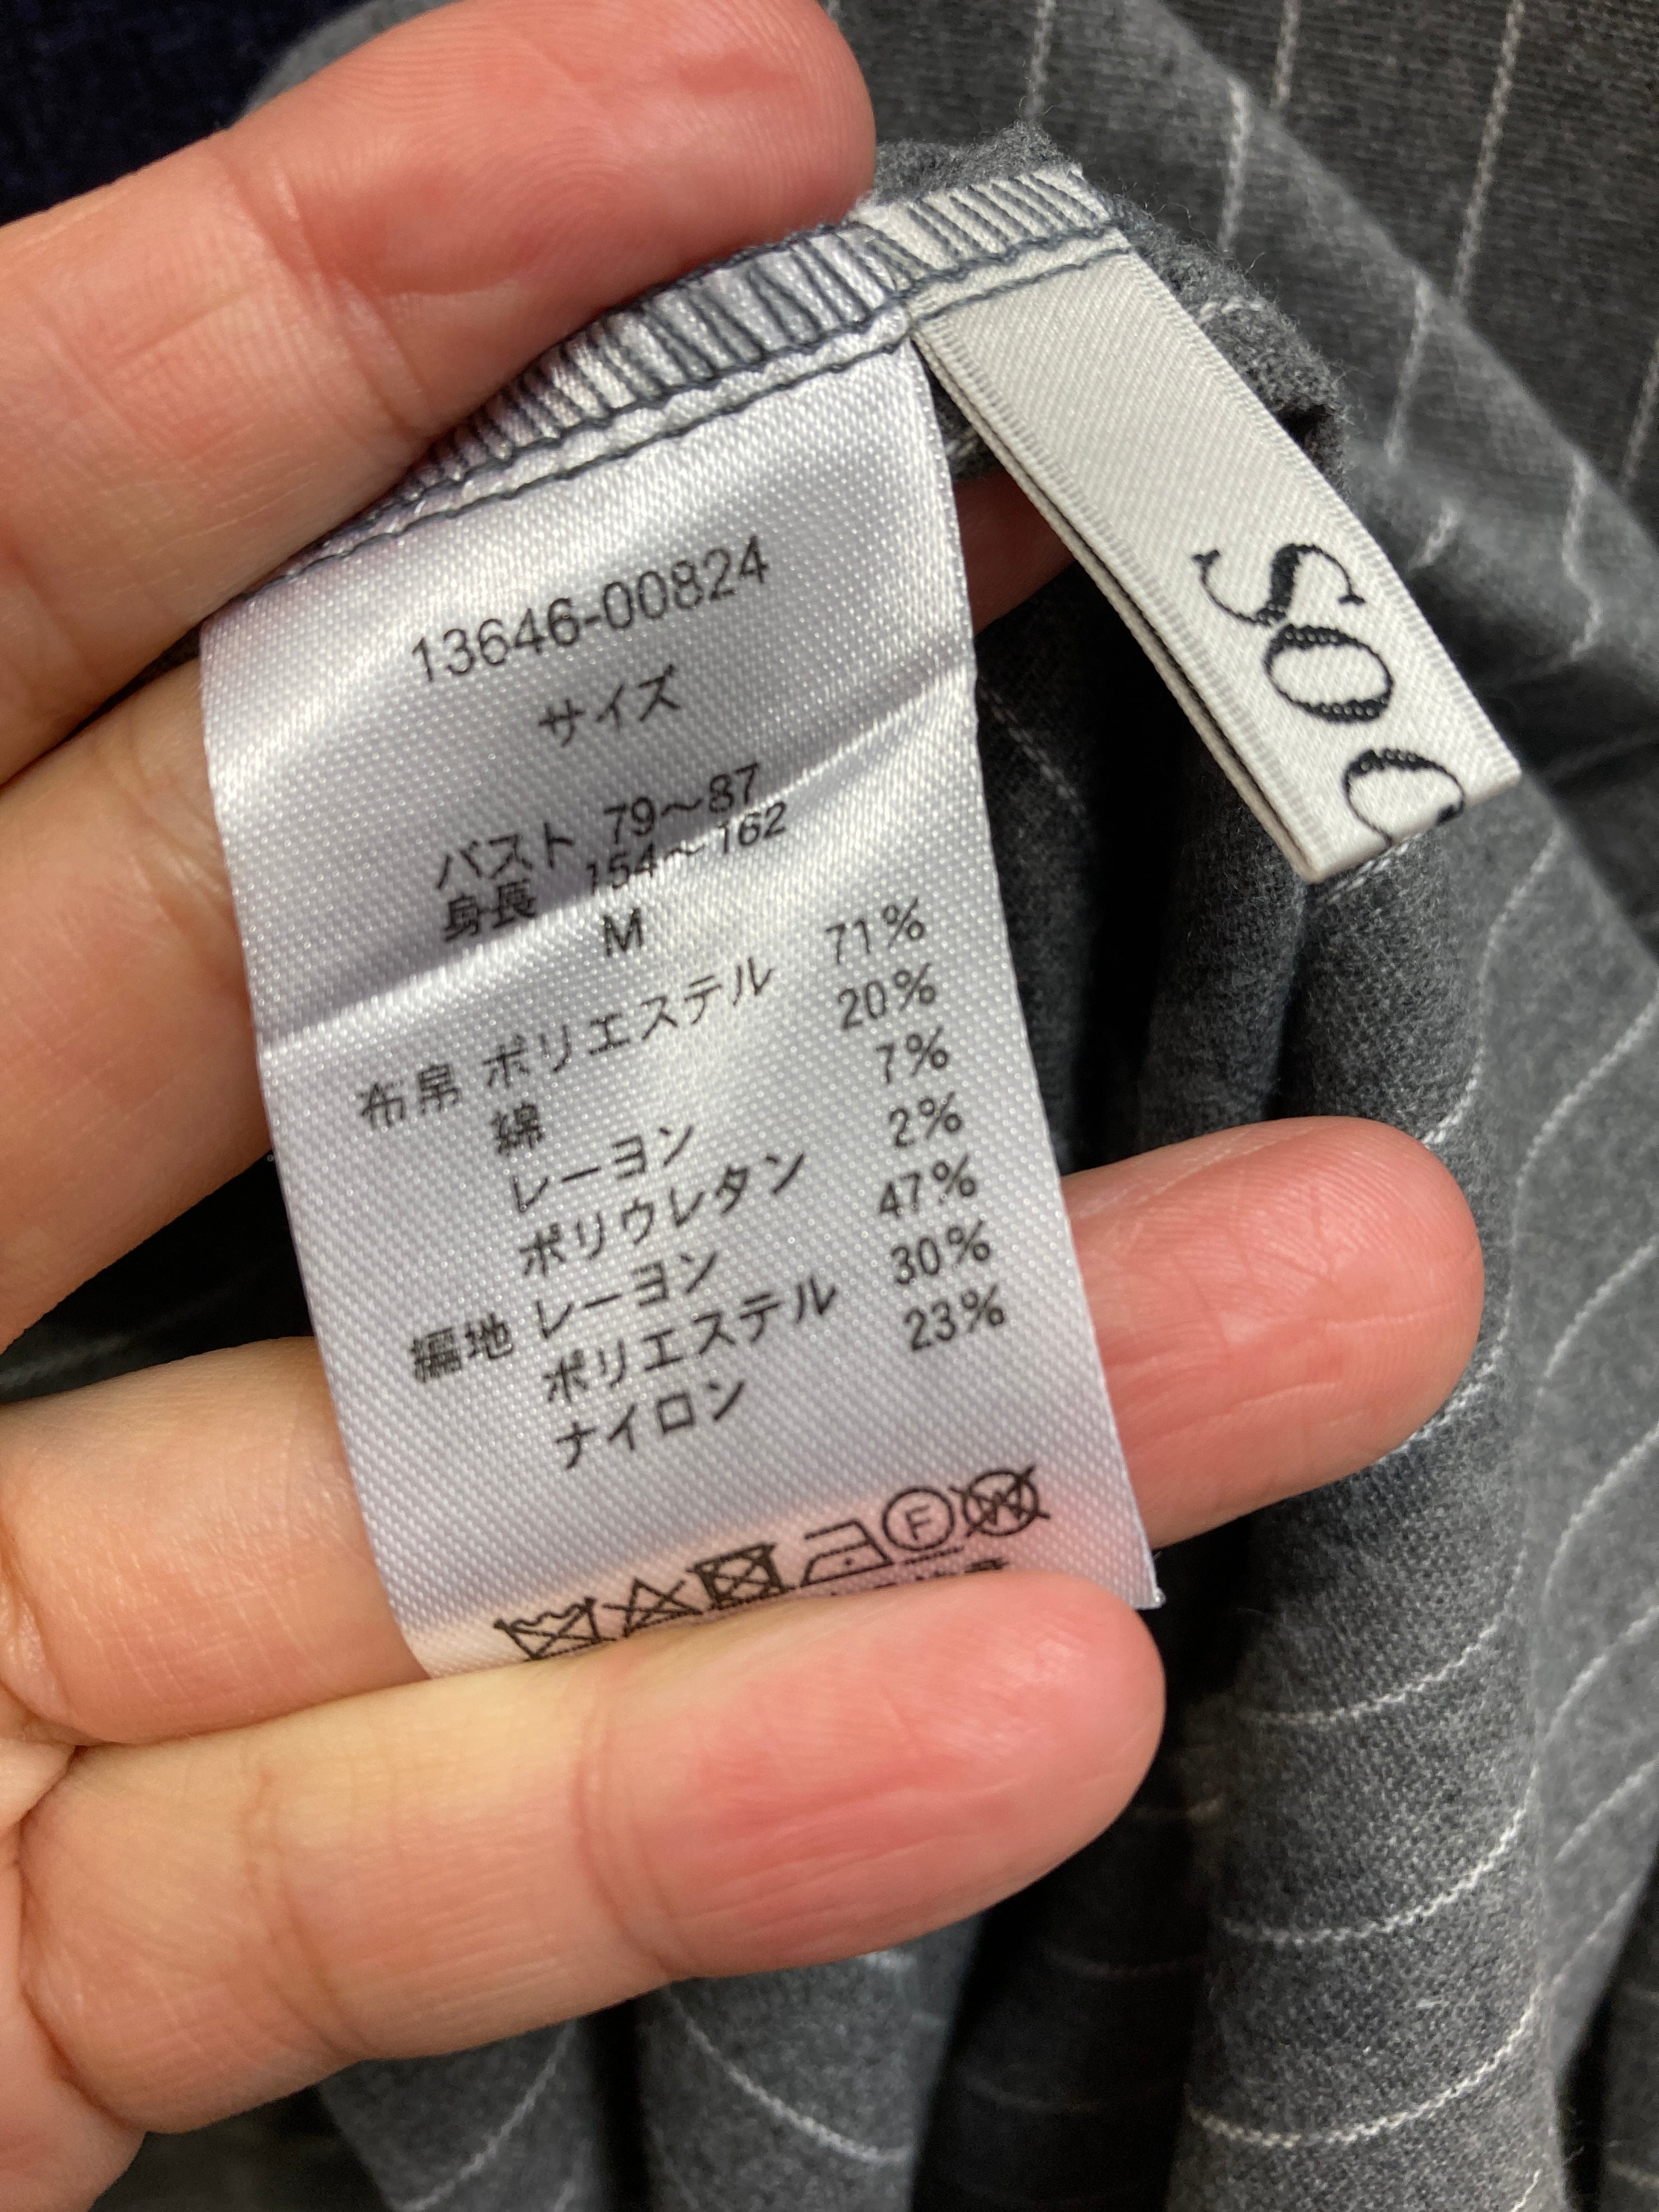 13646-00824
サイズ
バスト 79～87
身長 154～162
M
布帛 ポリエステル 71%
綿 20%
レーヨン 7%
ポリウレタン 2%
編地 レーヨン 47%
ポリエステル 30%
ナイロン 23%
F W
SO